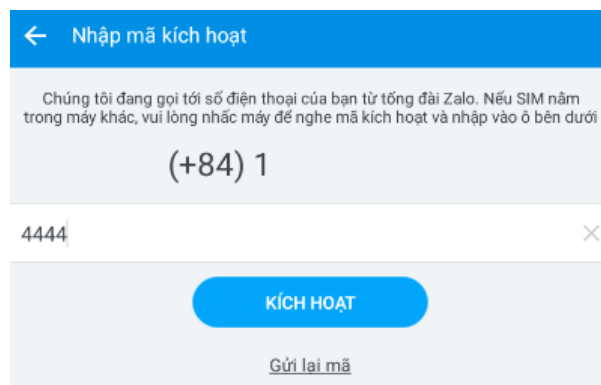 Nhập mã kích hoạt
Chúng tôi đang gọi tới số điện thoại của bạn từ tổng đài Zalo. Nếu SIM nằm
trong máy khác, vui lòng nhấc máy để nghe mã kích hoạt và nhập vào ô bên dưới
(+84) 1
4444
KÍCH HOẠT
Gửi lại mã